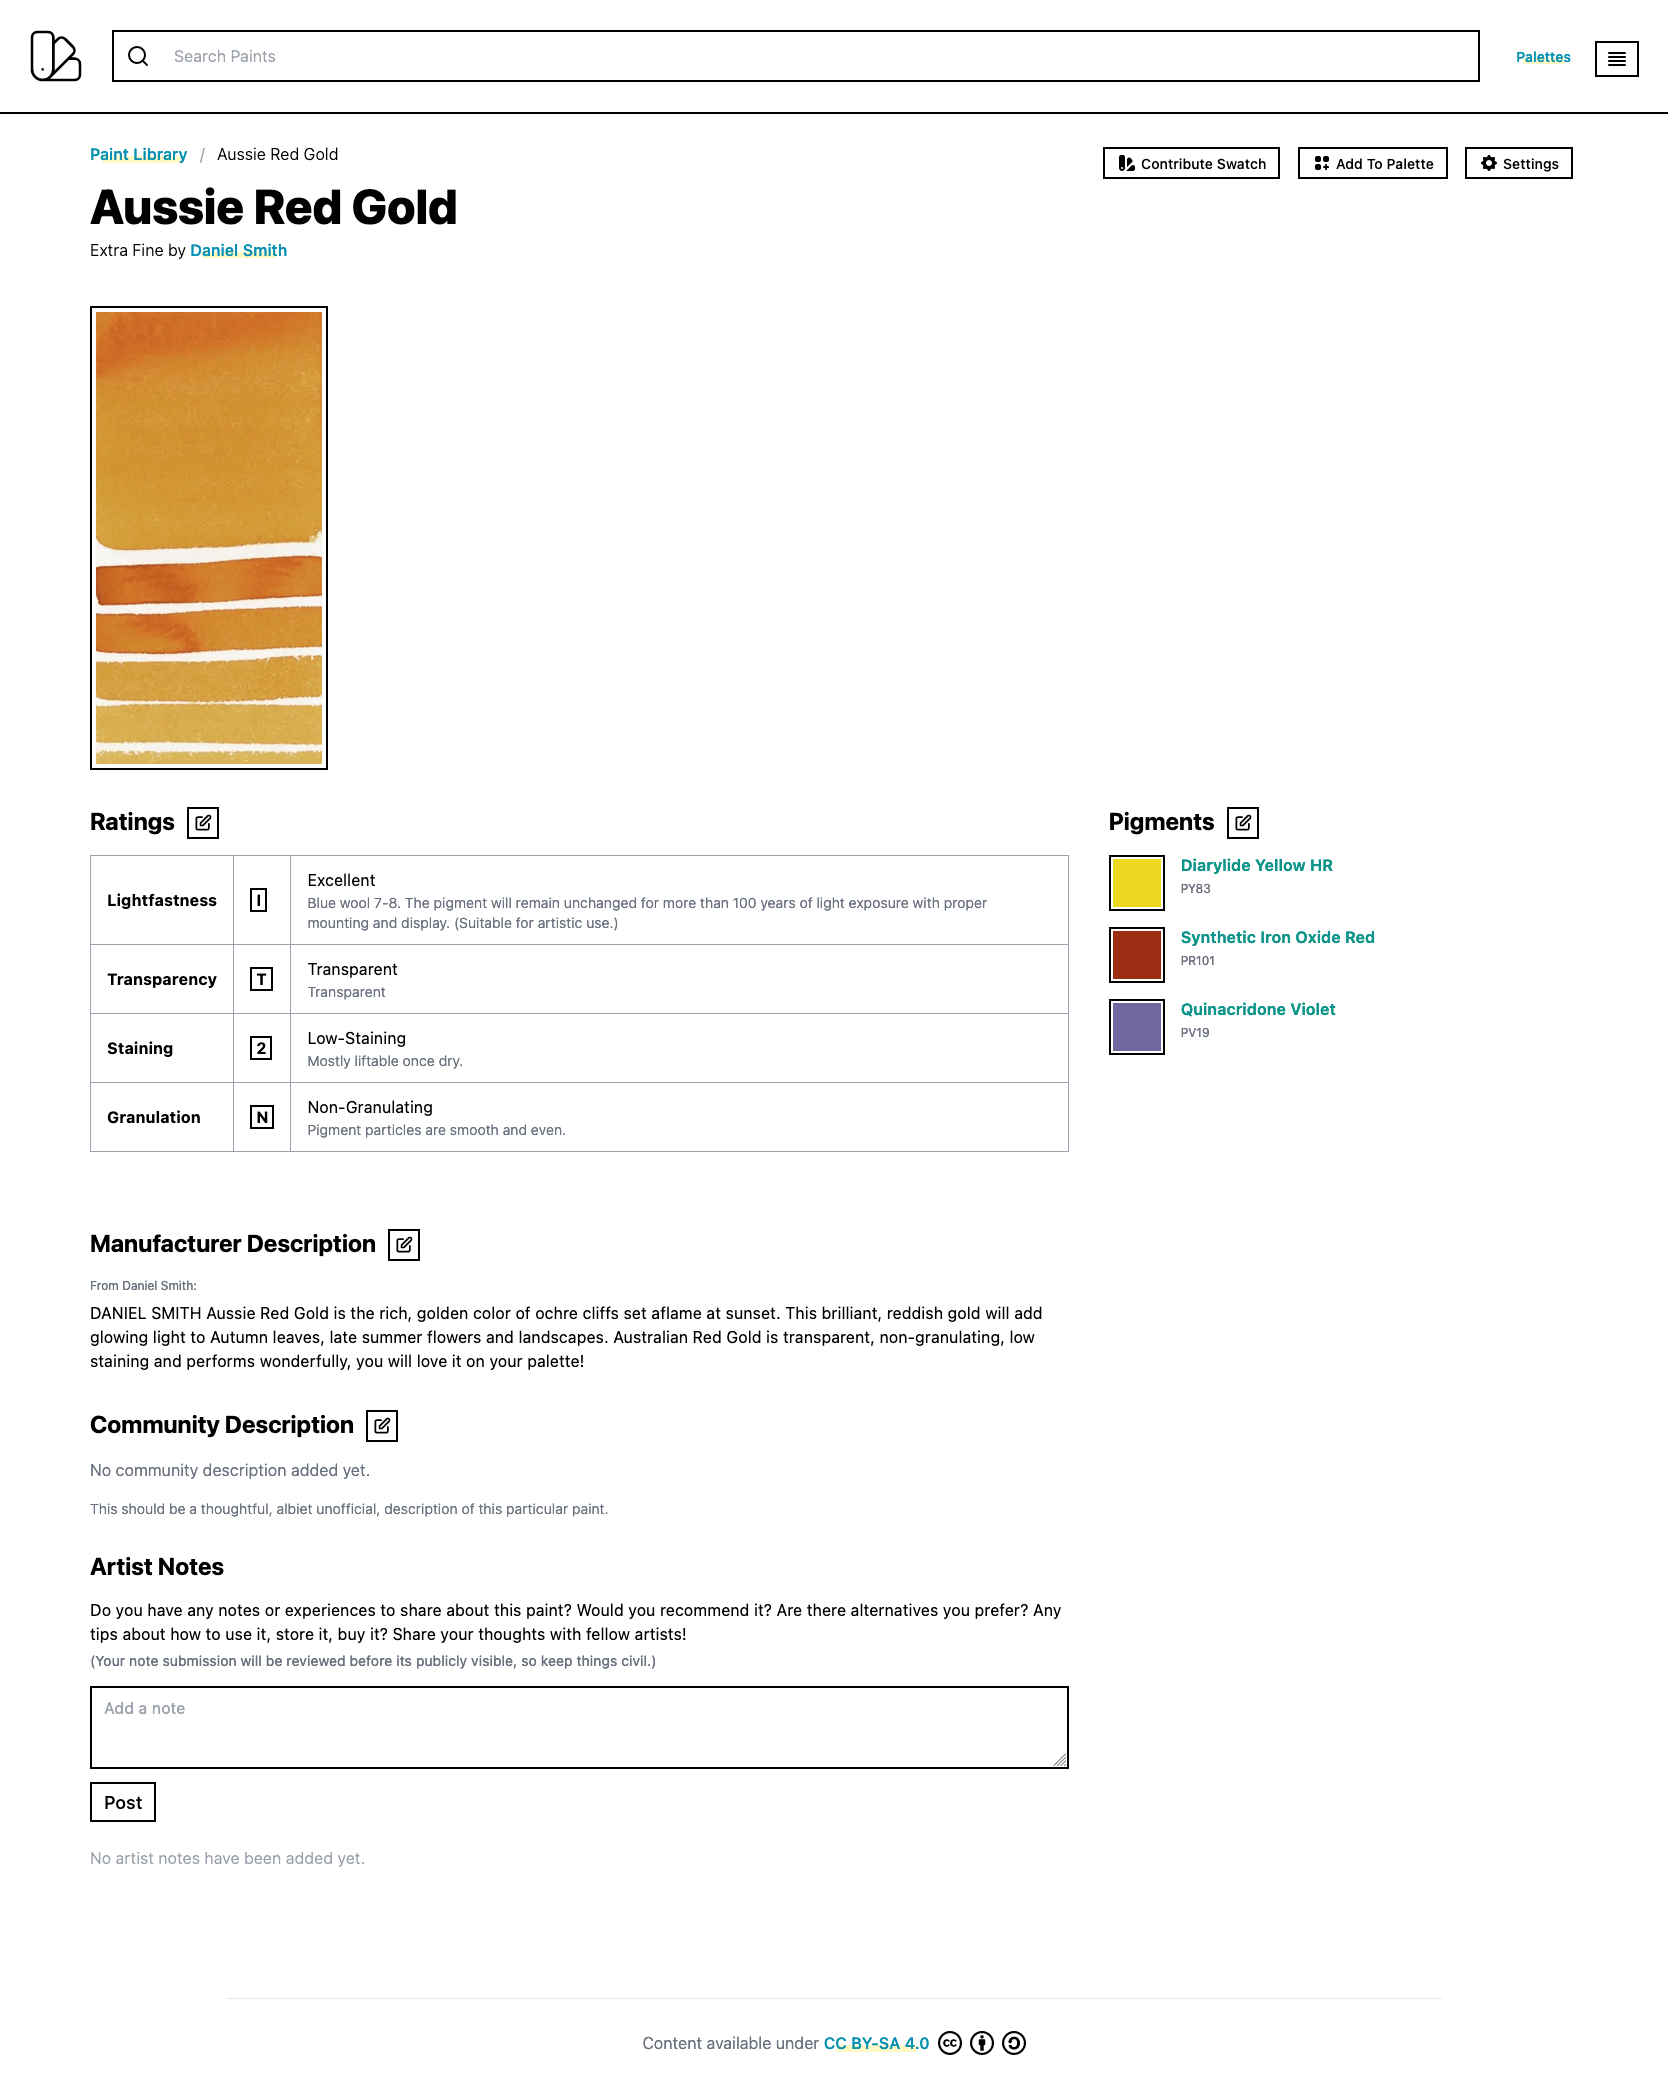 Search Paints
Palettes
Paint Library / Aussie Red Gold
Contribute Swatch
Add To Palette
Settings
Aussie Red Gold
Extra Fine by Daniel Smith
Ratings
Lightfastness
I
Excellent
Blue wool 7-8. The pigment will remain unchanged for more than 100 years of light exposure with proper
mounting and display. (Suitable for artistic use.)
Transparency
T
Transparent
Transparent
Staining
2
Low-Staining
Mostly liftable once dry.
Granulation
N
Non-Granulating
Pigment particles are smooth and even.
Pigments
Diarylide Yellow HR
PY83
Synthetic Iron Oxide Red
PR101
Quinacridone Violet
PV19
Manufacturer Description
From Daniel Smith:
DANIEL SMITH Aussie Red Gold is the rich, golden color of ochre cliffs set aflame at sunset. This brilliant, reddish gold will add
glowing light to Autumn leaves, late summer flowers and landscapes. Australian Red Gold is transparent, non-granulating, low
staining and performs wonderfully, you will love it on your palette!
Community Description
No community description added yet.
This should be a thoughtful, albiet unofficial, description of this particular paint.
Artist Notes
Do you have any notes or experiences to share about this paint? Would you recommend it? Are there alternatives you prefer? Any
tips about how to use it, store it, buy it? Share your thoughts with fellow artists!
(Your note submission will be reviewed before its publicly visible, so keep things civil.)
Add a note
Post
No artist notes have been added yet.
Content available under CC BY-SA 4.0 cc